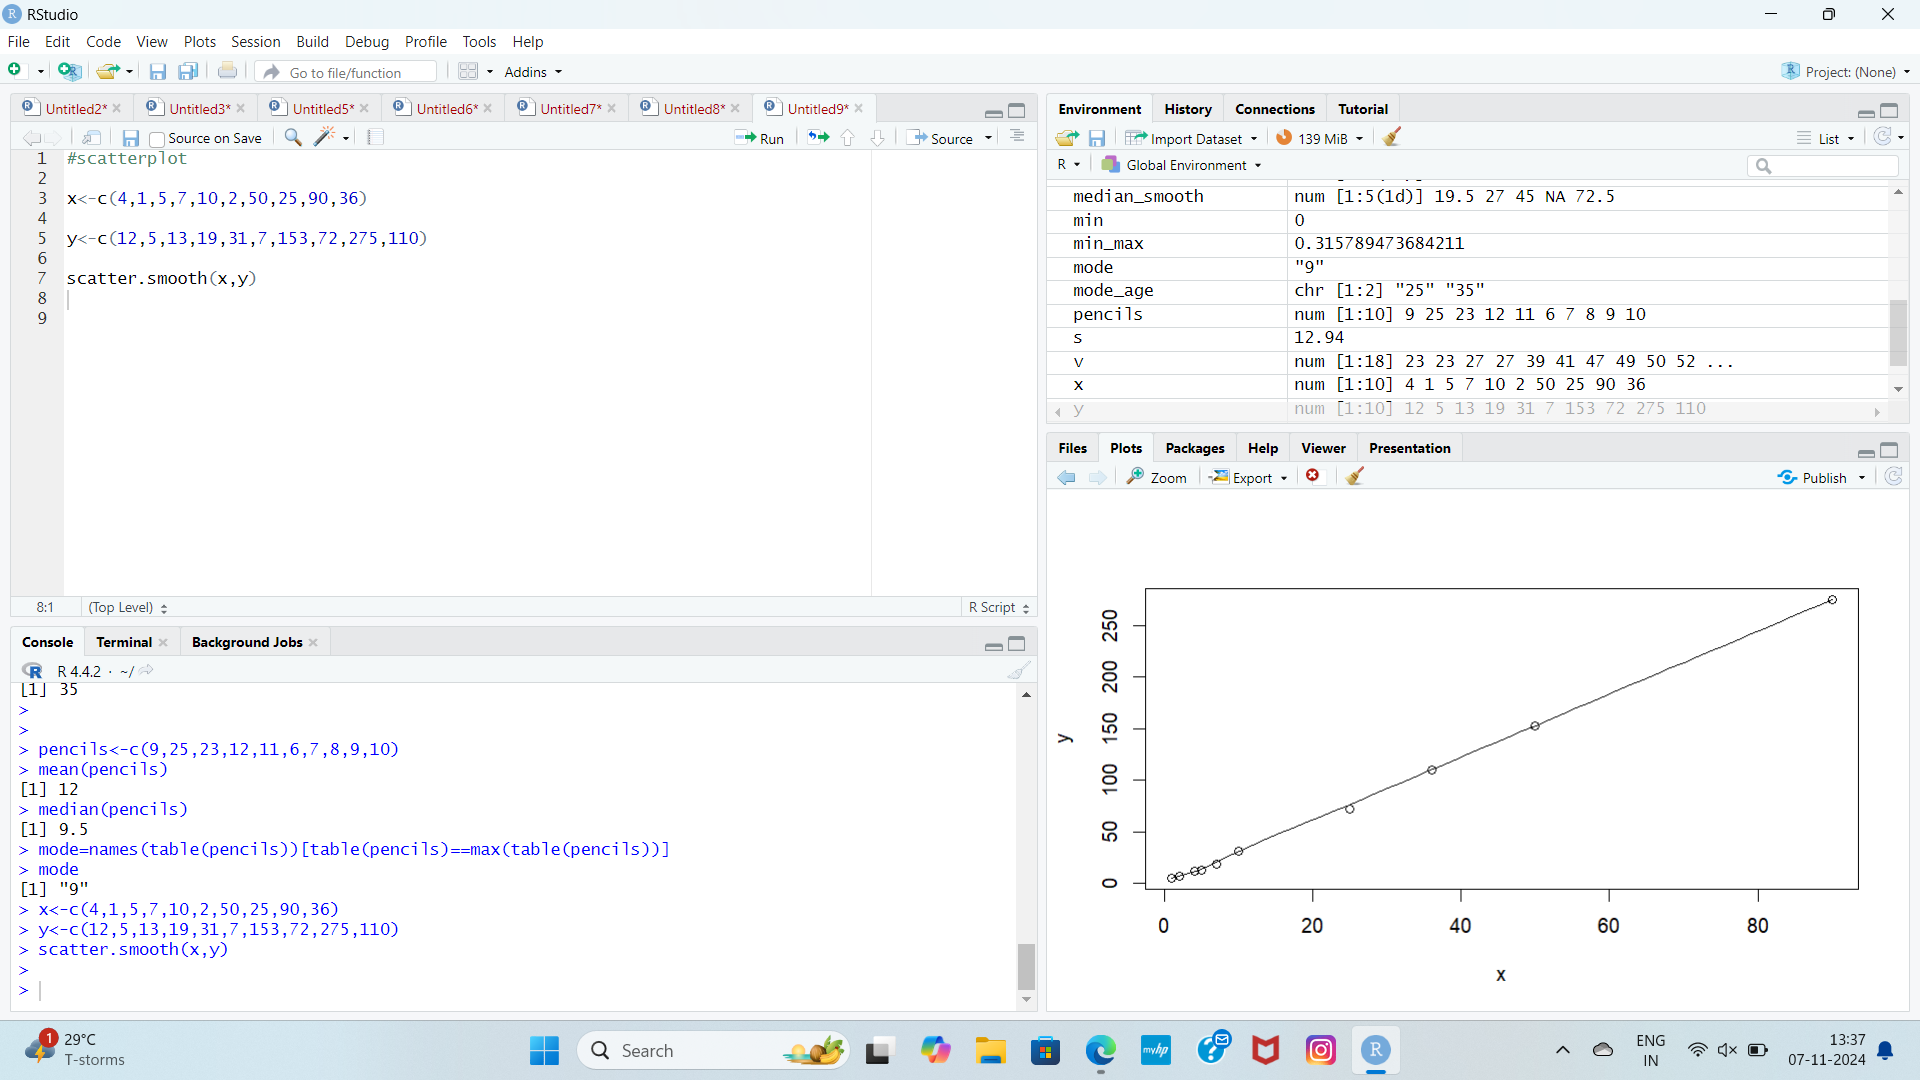 RStudio
File Edit Code View Plots Session Build Debug Profile Tools Help
Go to file/function Addins Project: (None)
Untitled2* Untitled3* Untitled5* Untitled6* Untitled7* Untitled8* Untitled9*
Source on Save Run Source
1 #scatterplot
2
3 x<-c(4,1,5,7,10,2,50,25,90,36)
4
5 y<-c(12,5,13,19,31,7,153,72,275,110)
6
7 scatter.smooth(x,y)
8
9
8:1 (Top Level) R Script
Console Terminal Background Jobs
R 4.4.2 · ~/
[1] 35
>
>
> pencils<-c(9,25,23,12,11,6,7,8,9,10)
> mean(pencils)
[1] 12
> median(pencils)
[1] 9.5
> mode=names(table(pencils))[table(pencils)==max(table(pencils))]
> mode
[1] "9"
> x<-c(4,1,5,7,10,2,50,25,90,36)
> y<-c(12,5,13,19,31,7,153,72,275,110)
> scatter.smooth(x,y)
>
>
Environment History Connections Tutorial
Import Dataset 139 MiB List
R Global Environment
median_smooth num [1:5(1d)] 19.5 27 45 NA 72.5
min 0
min_max 0.315789473684211
mode "9"
mode_age chr [1:2] "25" "35"
pencils num [1:10] 9 25 23 12 11 6 7 8 9 10
s 12.94
v num [1:18] 23 23 27 27 39 41 47 49 50 52 ...
x num [1:10] 4 1 5 7 10 2 50 25 90 36
y num [1:10] 12 5 13 19 31 7 153 72 275 110
Files Plots Packages Help Viewer Presentation
Zoom Export Publish
250
200
150
100
50
0
y
0 20 40 60 80
x
1 29°C
T-storms
Search
myhp
ENG
IN
13:37
07-11-2024